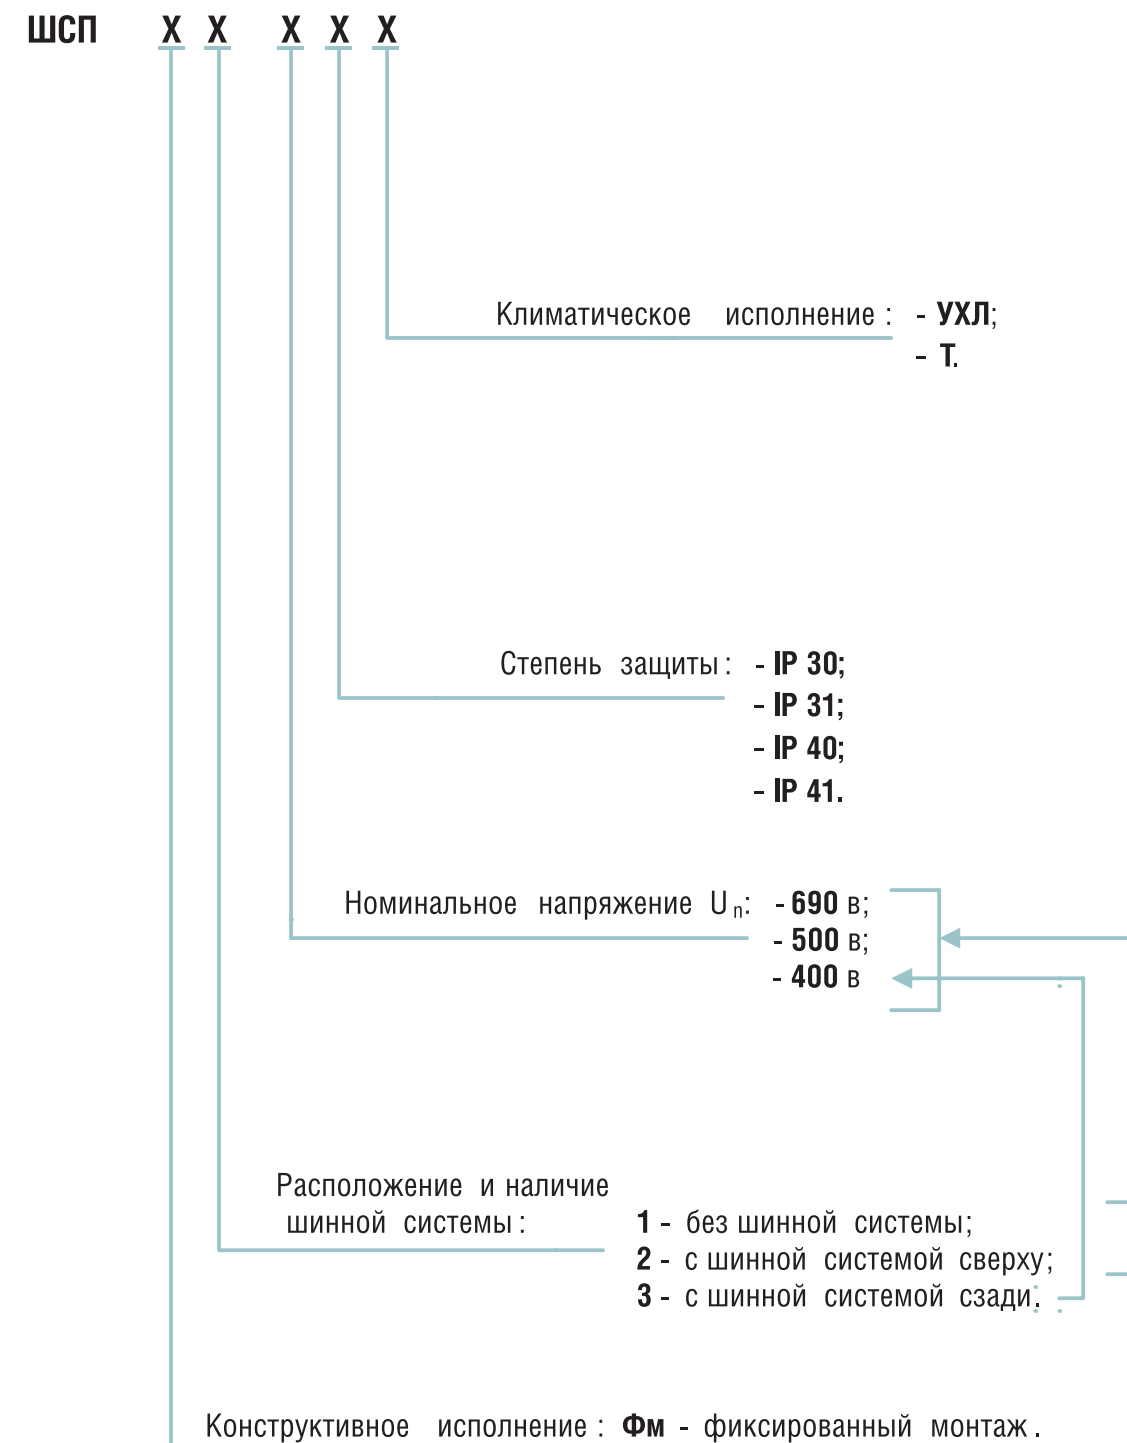 ШСП Х Х Х Х Х
Климатическое исполнение : - УХЛ;
- Т.
Степень защиты : - IP 30;
- IP 31;
- IP 40;
- IP 41.
Номинальное напряжение U n: - 690 в;
- 500 в;
- 400 в
Расположение и наличие
шинной системы : 1 - без шинной системы;
2 - с шинной системой сверху;
3 - с шинной системой сзади.
Конструктивное исполнение : Фм - фиксированный монтаж .